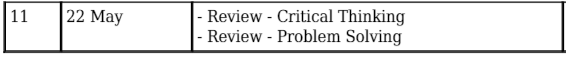 11 22 May - Review - Critical Thinking
- Review - Problem Solving